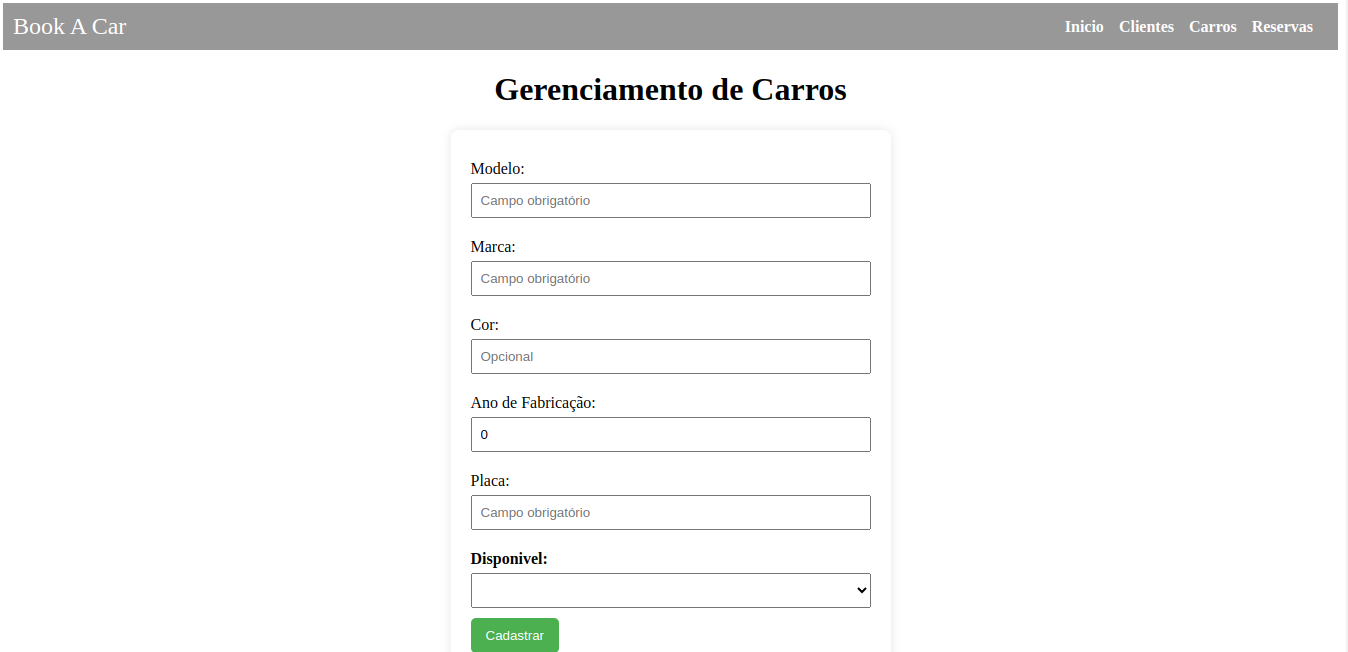 Book A Car Inicio Clientes Carros Reservas
Gerenciamento de Carros
Modelo:
Campo obrigatório
Marca:
Campo obrigatório
Cor:
Opcional
Ano de Fabricação:
0
Placa:
Campo obrigatório
Disponivel:
Cadastrar